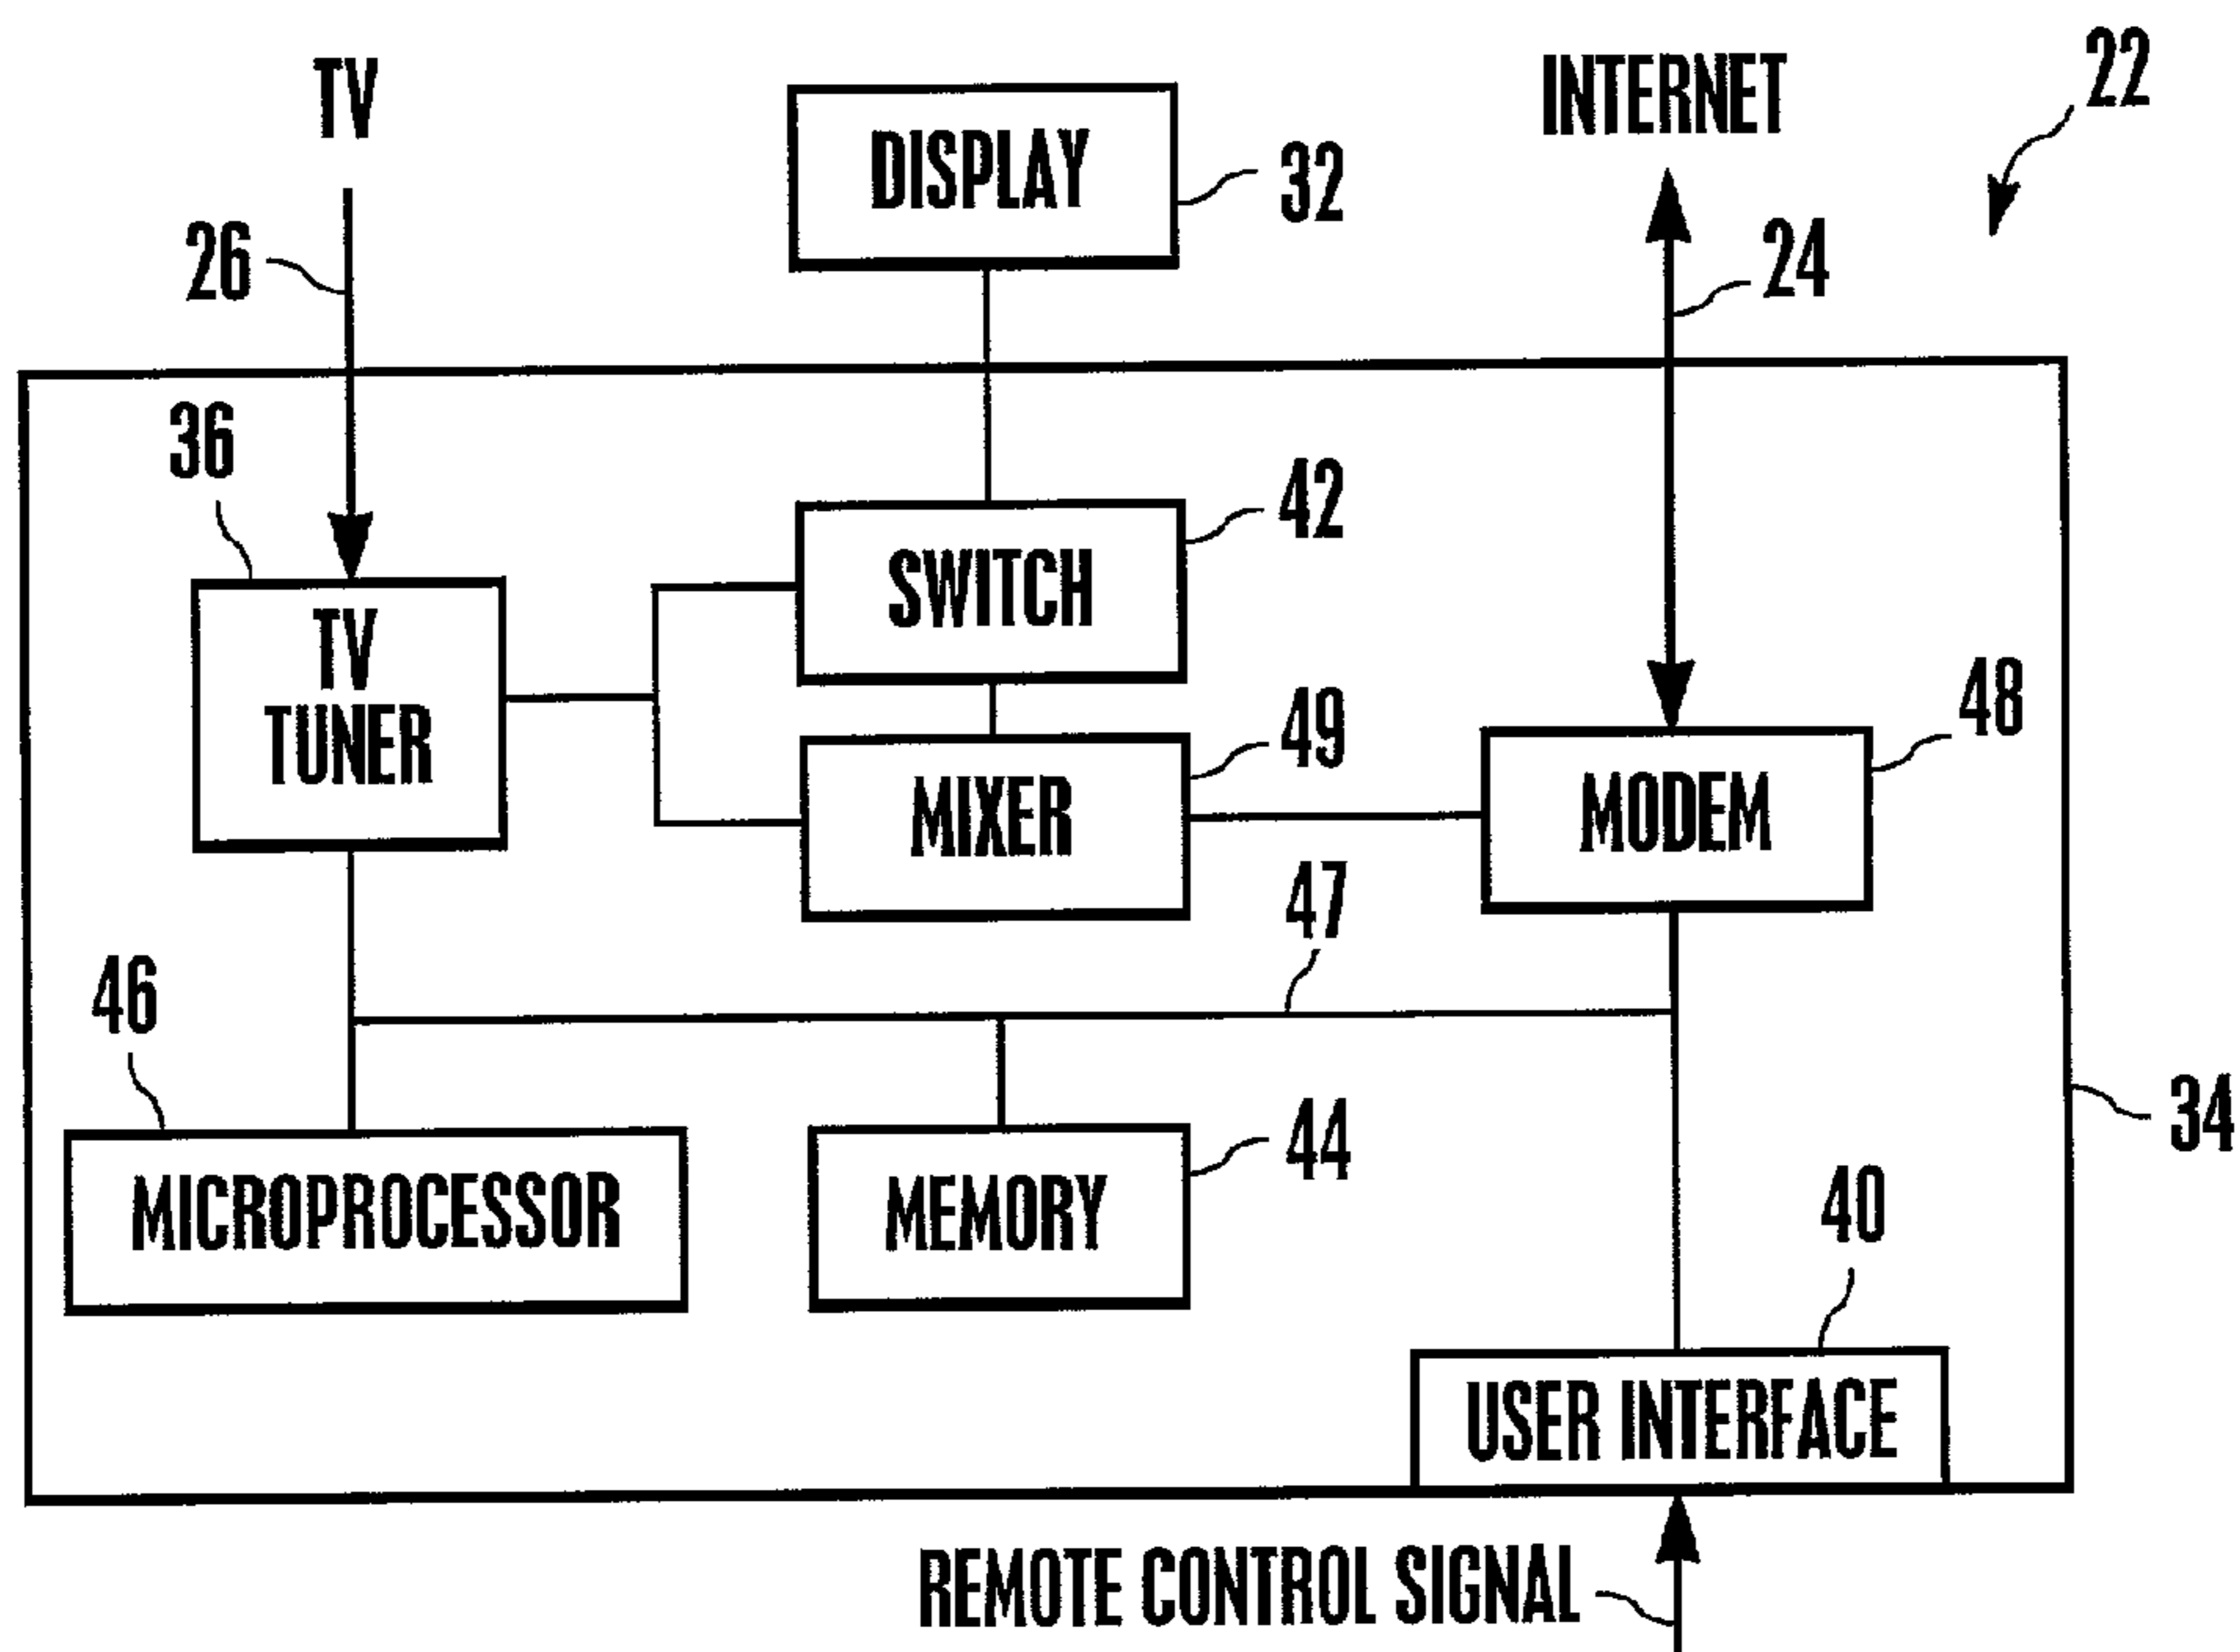 TV
INTERNET
22
DISPLAY
32
26
24
36
42
TV
TUNER
SWITCH
49
48
MIXER
MODEM
47
46
34
MICROPROCESSOR
MEMORY
44
40
USER INTERFACE
REMOTE CONTROL SIGNAL